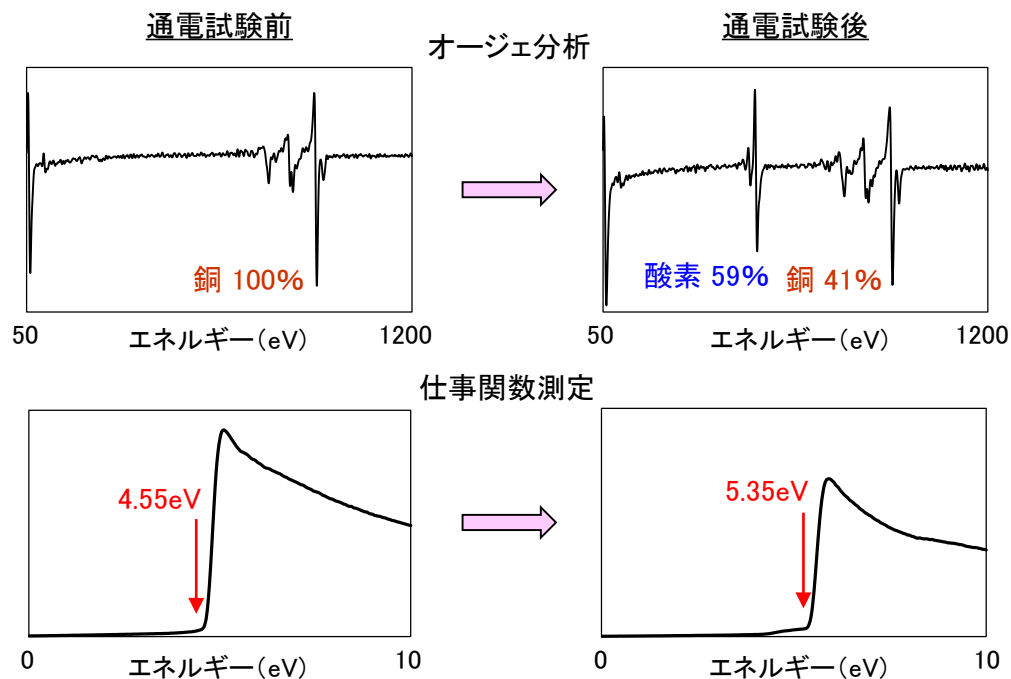 通電試験前
通電試験後
オージェ分析
銅 100%
酸素 59%
銅 41%
50
エネルギー(eV)
1200
50
エネルギー(eV)
1200
仕事関数測定
4.55eV
5.35eV
0
エネルギー(eV)
10
0
エネルギー(eV)
10